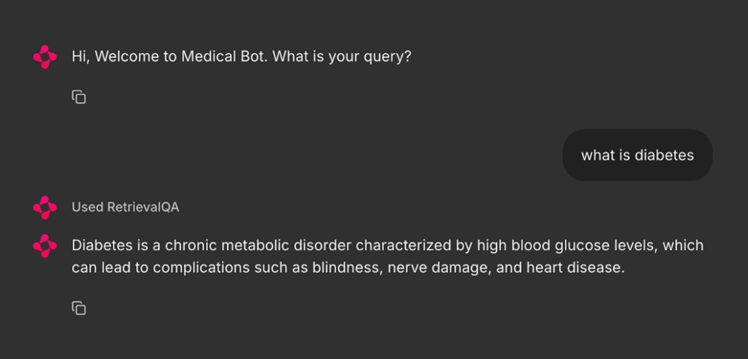 Hi, Welcome to Medical Bot. What is your query?
what is diabetes
Used RetrievalQA
Diabetes is a chronic metabolic disorder characterized by high blood glucose levels, which
can lead to complications such as blindness, nerve damage, and heart disease.